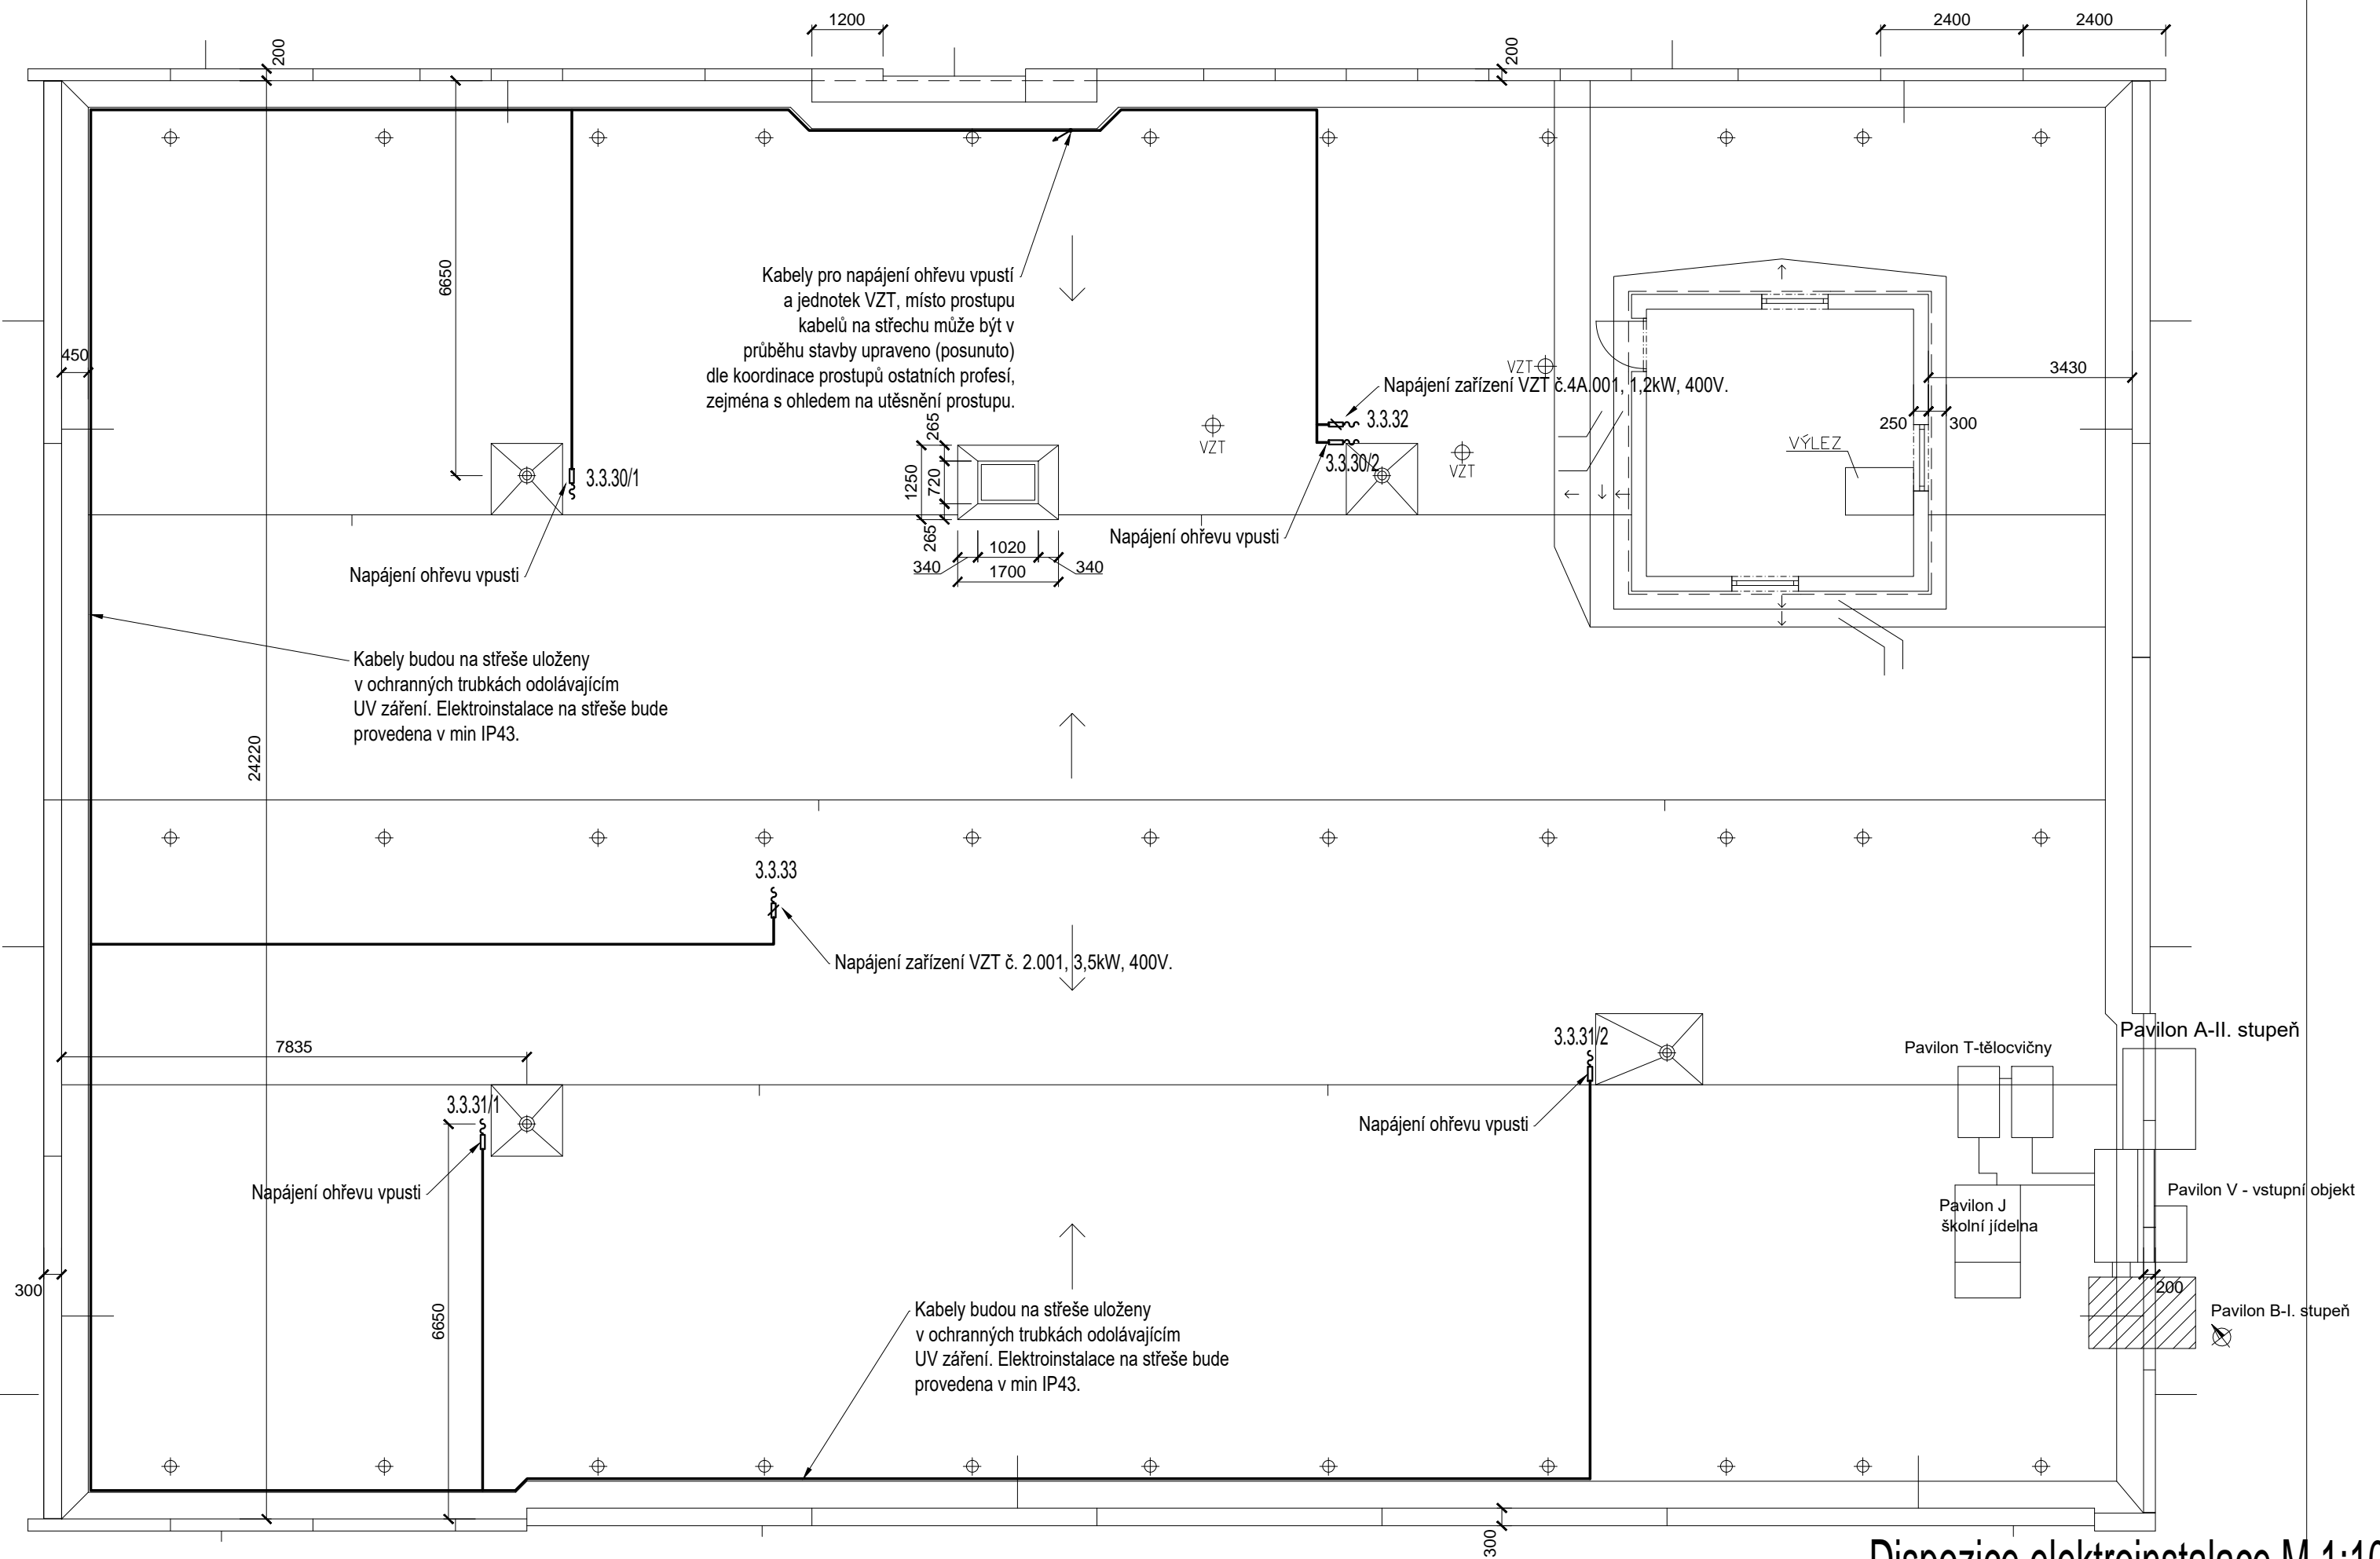 1200
2400
2400
200
200
6650
Kabely pro napájení ohřevu vpustí
a jednotek VZT, místo prostupu
kabelů na střechu může být v
průběhu stavby upraveno (posunuto)
dle koordinace prostupů ostatních profesí,
zejména s ohledem na utěsnění prostupu.
450
VZT
Napájení zařízení VZT č.4A.001, 1,2kW, 400V.
3430
3.3.32
250
300
VZT
VÝLEZ
3.3.30/2
VZT
3.3.30/1
265
1250
720
265
1020
340
340
1700
Napájení ohřevu vpusti
Napájení ohřevu vpusti
Kabely budou na střeše uloženy
v ochranných trubkách odolávajícím
UV záření. Elektroinstalace na střeše bude
provedena v min IP43.
24220
3.3.33
Napájení zařízení VZT č. 2.001, 3,5kW, 400V.
7835
3.3.31/2
Pavilon A-II. stupeň
Pavilon T-tělocvičny
3.3.31/1
Napájení ohřevu vpusti
Napájení ohřevu vpusti
Pavilon V - vstupní objekt
Pavilon J
školní jídelna
300
200
6650
Kabely budou na střeše uloženy
v ochranných trubkách odolávajícím
UV záření. Elektroinstalace na střeše bude
provedena v min IP43.
Pavilon B-I. stupeň
300
Dispozice elektroinstalace M 1:10